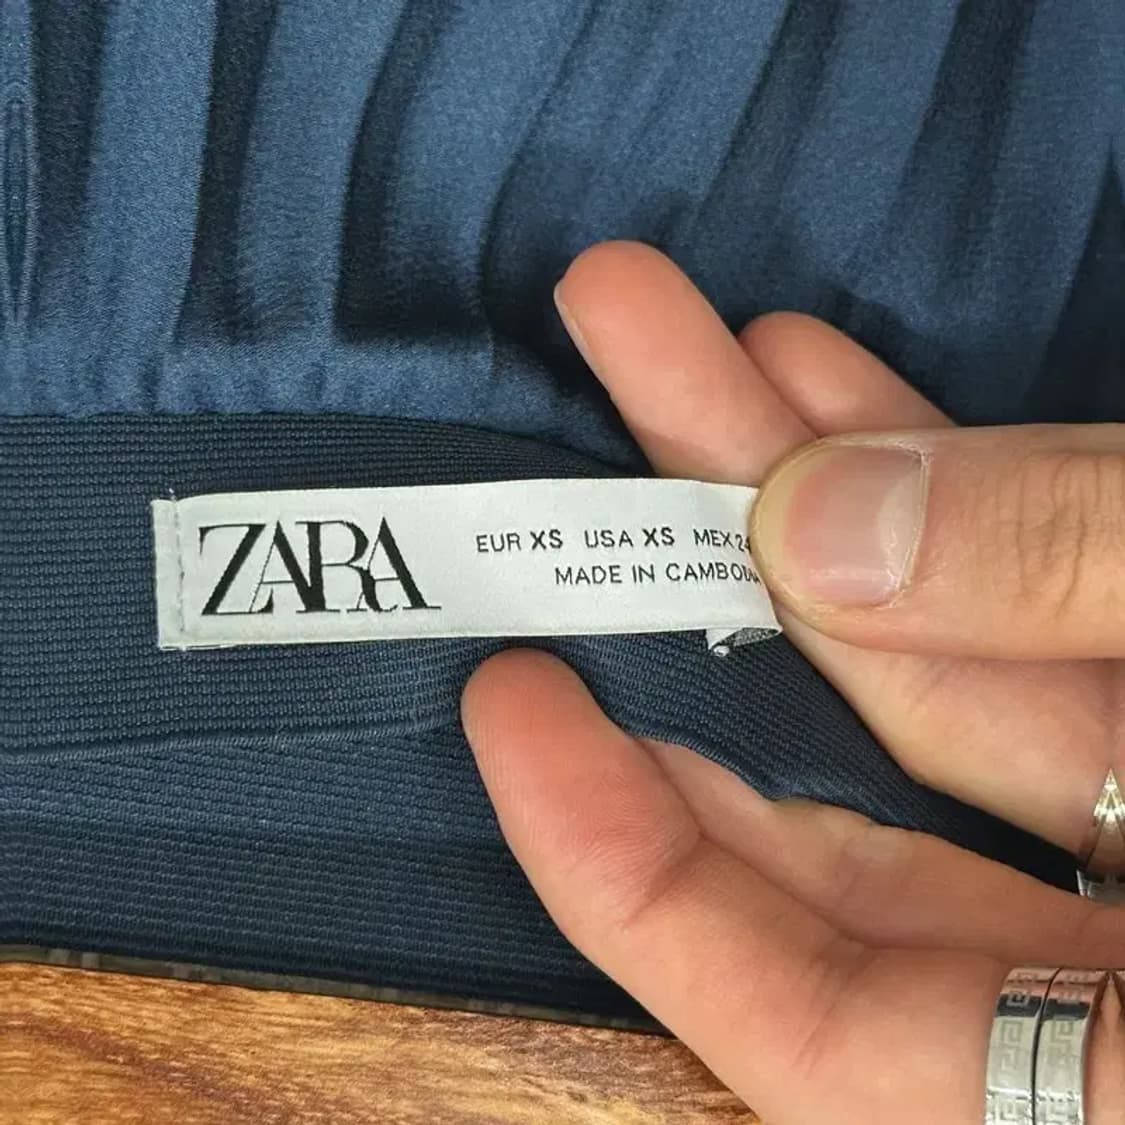 ZARA
EUR XS USA XS MEX 24
MADE IN CAMBODIA